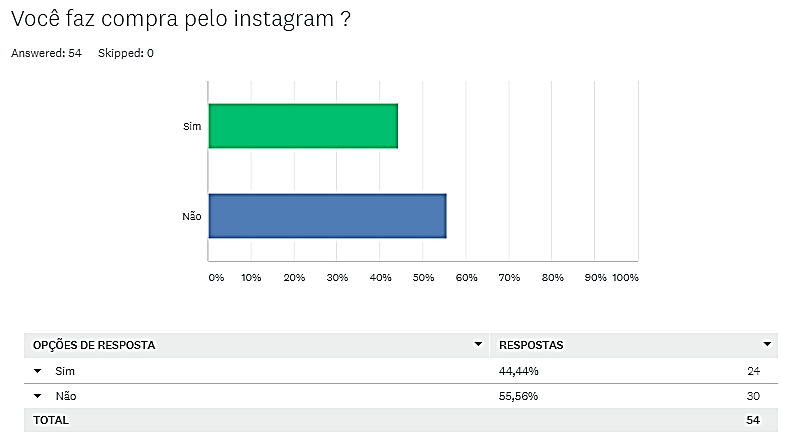 Você faz compra pelo instagram ?
Answered: 54 Skipped: 0
Sim
Não
0% 10% 20% 30% 40% 50% 60% 70% 80% 90% 100%
OPÇÕES DE RESPOSTA RESPOSTAS
Sim 44,44% 24
Não 55,56% 30
TOTAL 54